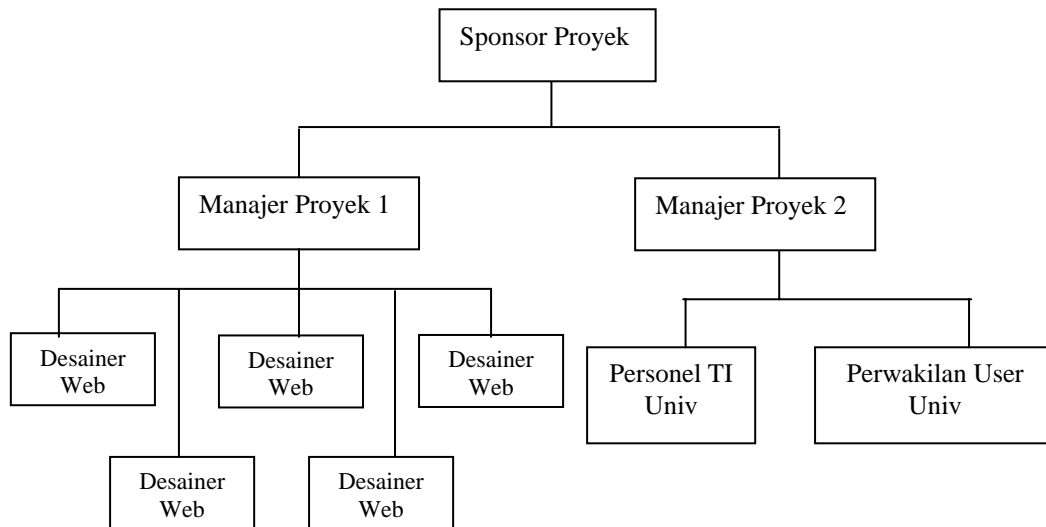 Sponsor Proyek
Manajer Proyek 1
Manajer Proyek 2
Desainer
Web
Desainer
Web
Desainer
Web
Personel TI
Univ
Perwakilan User
Univ
Desainer
Web
Desainer
Web